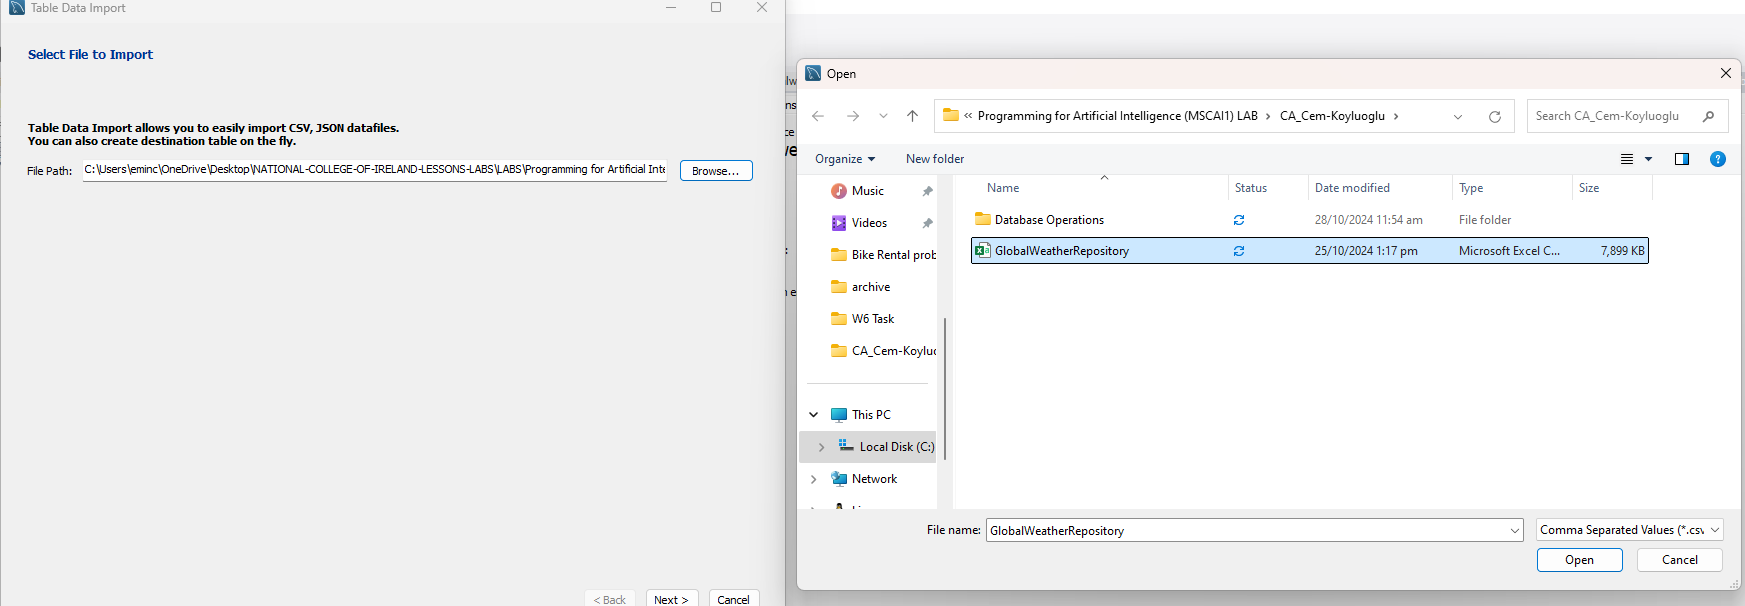 Table Data Import
Select File to Import
Table Data Import allows you to easily import CSV, JSON datafiles.
You can also create destination table on the fly.
File Path: C:\Users\eminc\OneDrive\Desktop\NATIONAL-COLLEGE-OF-IRELAND-LESSONS-LABS\LABS\Programming for Artificial Inte Browse...
< Back Next > Cancel
Open
« Programming for Artificial Intelligence (MSCAI1) LAB › CA_Cem-Koyluoglu ›
Search CA_Cem-Koyluoglu
Organize New folder
Name Status Date modified Type Size
Database Operations 28/10/2024 11:54 am File folder
GlobalWeatherRepository 25/10/2024 1:17 pm Microsoft Excel C... 7,899 KB
Music
Videos
Bike Rental prob
archive
W6 Task
CA_Cem-Koyluo
This PC
Local Disk (C:)
Network
File name: GlobalWeatherRepository Comma Separated Values (*.csv
Open Cancel